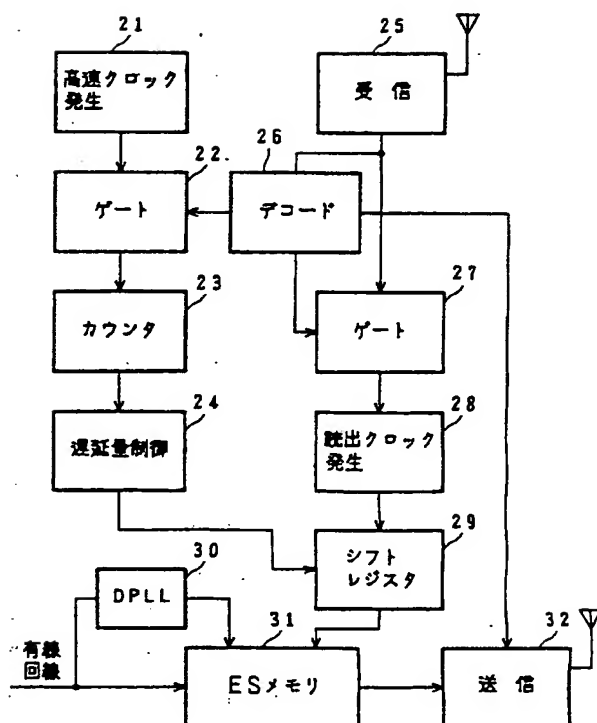 21
高速クロック
発生
25
受信
22
ゲート
26
デコード
23
カウンタ
27
ゲート
24
遅延量制御
28
読出クロック
発生
29
シフト
レジスタ
30
DPLL
有線
回線
31
ESメモリ
32
送信